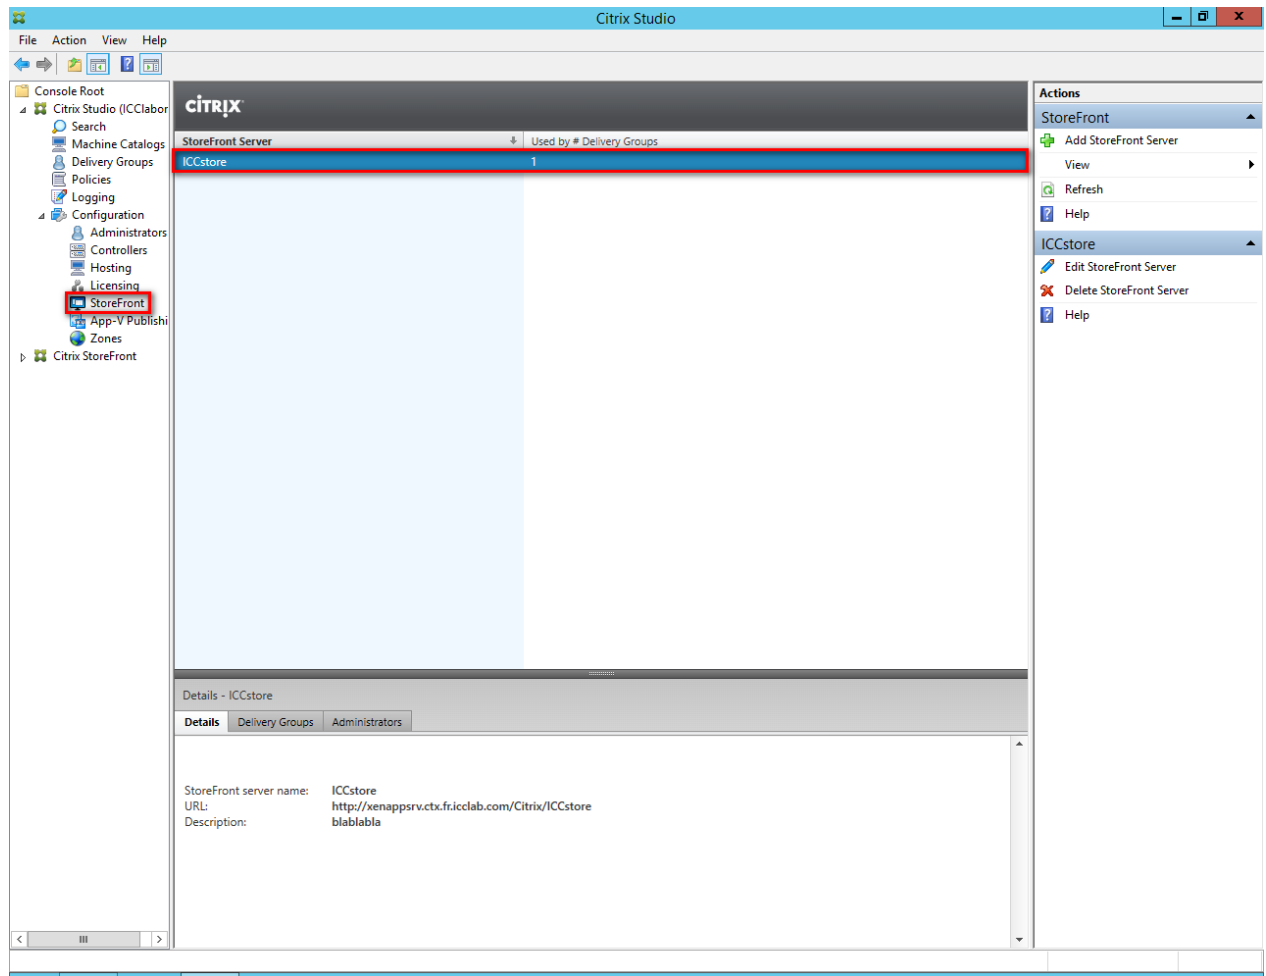 Citrix Studio
File Action View Help
Console Root
Citrix Studio (ICClabor
Search
Machine Catalogs
Delivery Groups
Policies
Logging
Configuration
Administrators
Controllers
Hosting
Licensing
StoreFront
App-V Publishi
Zones
Citrix StoreFront
CİTRIX
StoreFront Server Used by # Delivery Groups
ICCstore 1
Details - ICCstore
Details Delivery Groups Administrators
StoreFront server name: ICCstore
URL: http://xenappsrv.ctx.fr.icclab.com/Citrix/ICCstore
Description: blablabla
Actions
StoreFront
Add StoreFront Server
View
Refresh
Help
ICCstore
Edit StoreFront Server
Delete StoreFront Server
Help